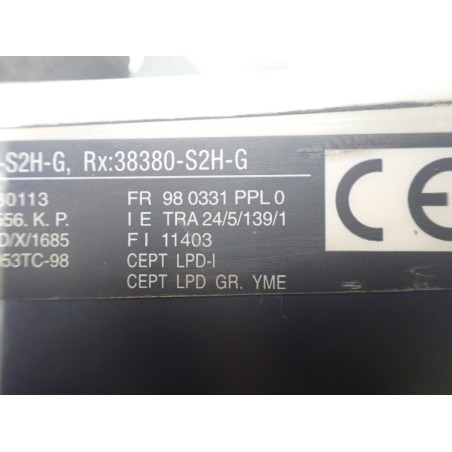 -S2H-G, Rx:38380-S2H-G
30113 FR 98 0331 PPL 0
556. K. P. I E TRA 24/5/139/1
D/X/1685 F I 11403
053TC-98 CEPT LPD-I
CEPT LPD GR. YME
CE